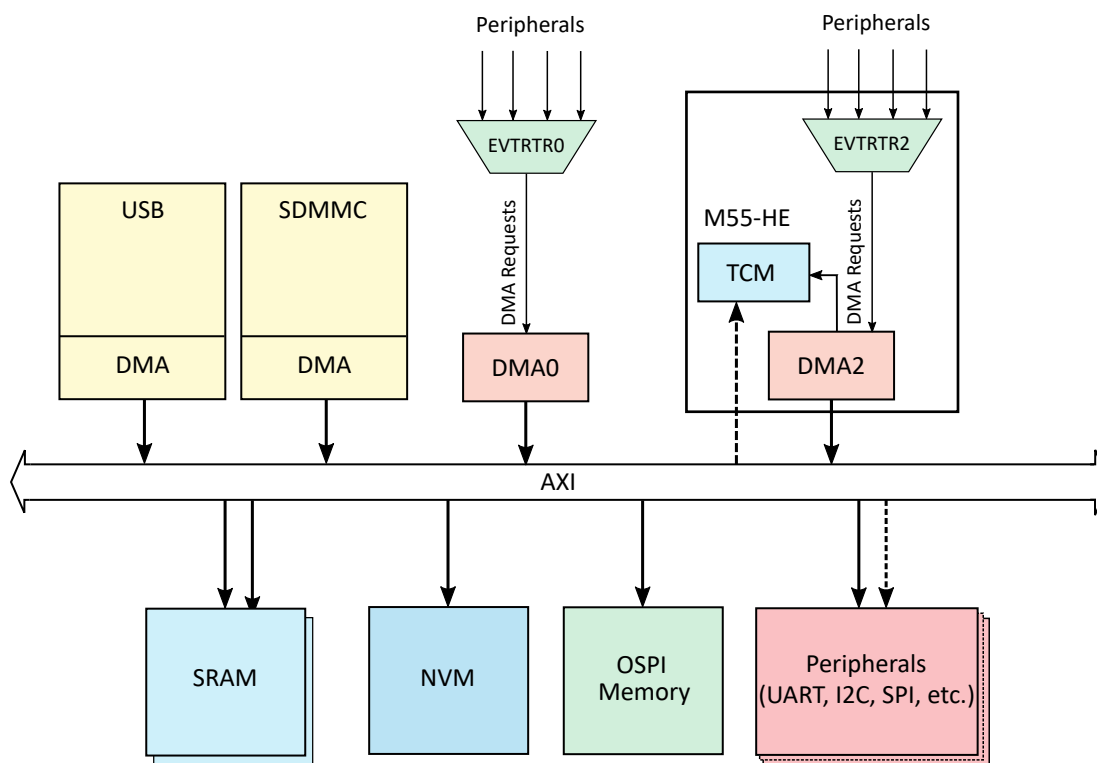 Peripherals
Peripherals
EVTRTR0
EVTRTR2
USB
SDMMC
DMA Requests
M55-HE
DMA Requests
TCM
DMA
DMA
DMA0
DMA2
AXI
SRAM
NVM
OSPI
Memory
Peripherals
(UART, I2C, SPI, etc.)